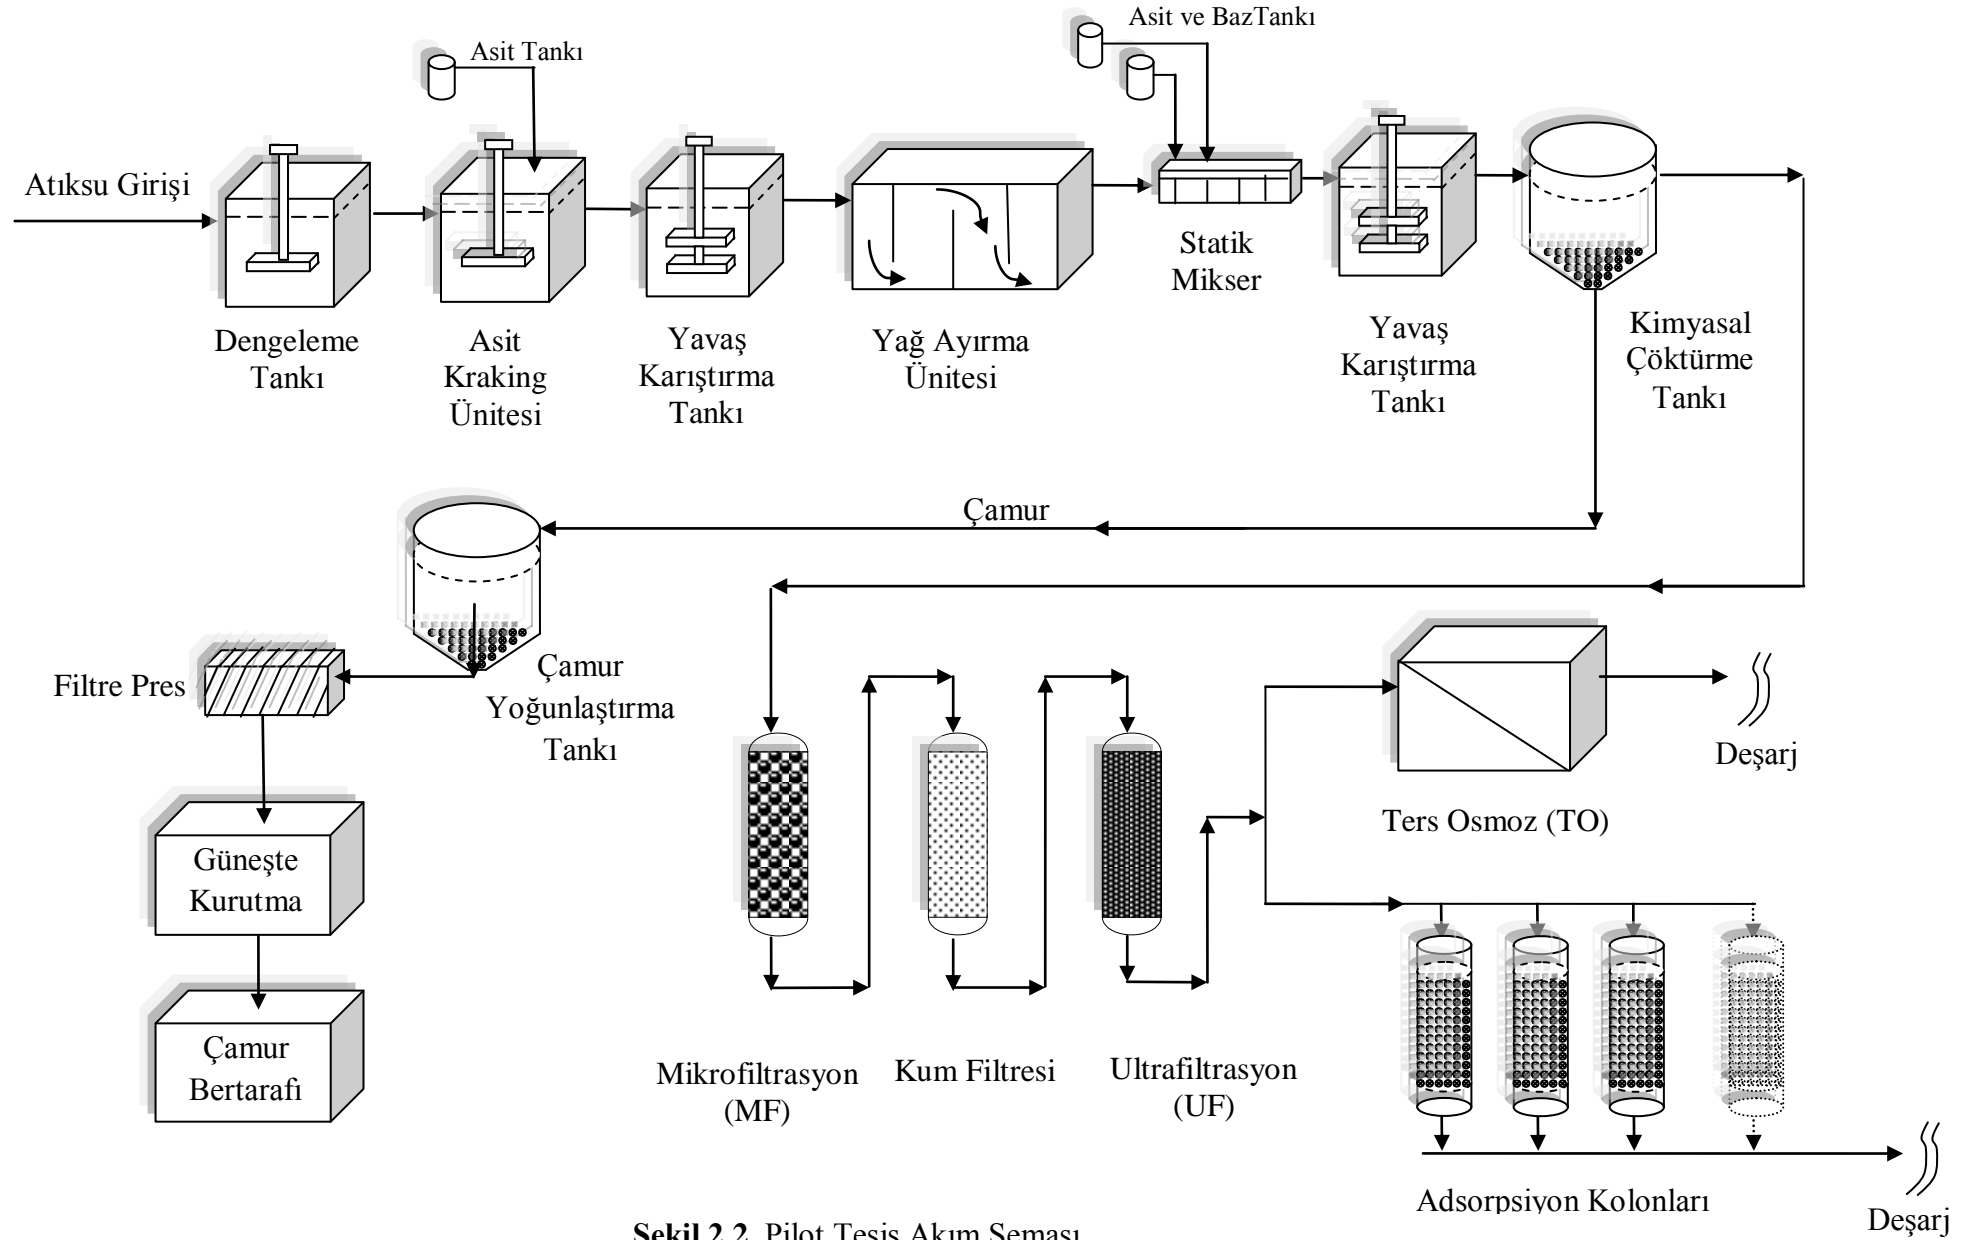 Asit ve BazTankı
Asit Tankı
Atıksu Girişi
Dengeleme
Tankı
Asit
Kraking
Ünitesi
Yavaş
Karıştırma
Tankı
Yağ Ayırma
Ünitesi
Statik
Mikser
Yavaş
Karıştırma
Tankı
Kimyasal
Çöktürme
Tankı
Çamur
Filtre Pres
Çamur
Yoğunlaştırma
Tankı
Güneşte
Kurutma
Çamur
Bertarafı
Mikrofiltrasyon
(MF)
Kum Filtresi
Ultrafiltrasyon
(UF)
Ters Osmoz (TO)
Deşarj
Adsorpsiyon Kolonları
Deşarj
Şekil 2.2. Pilot Tesis Akım Şeması